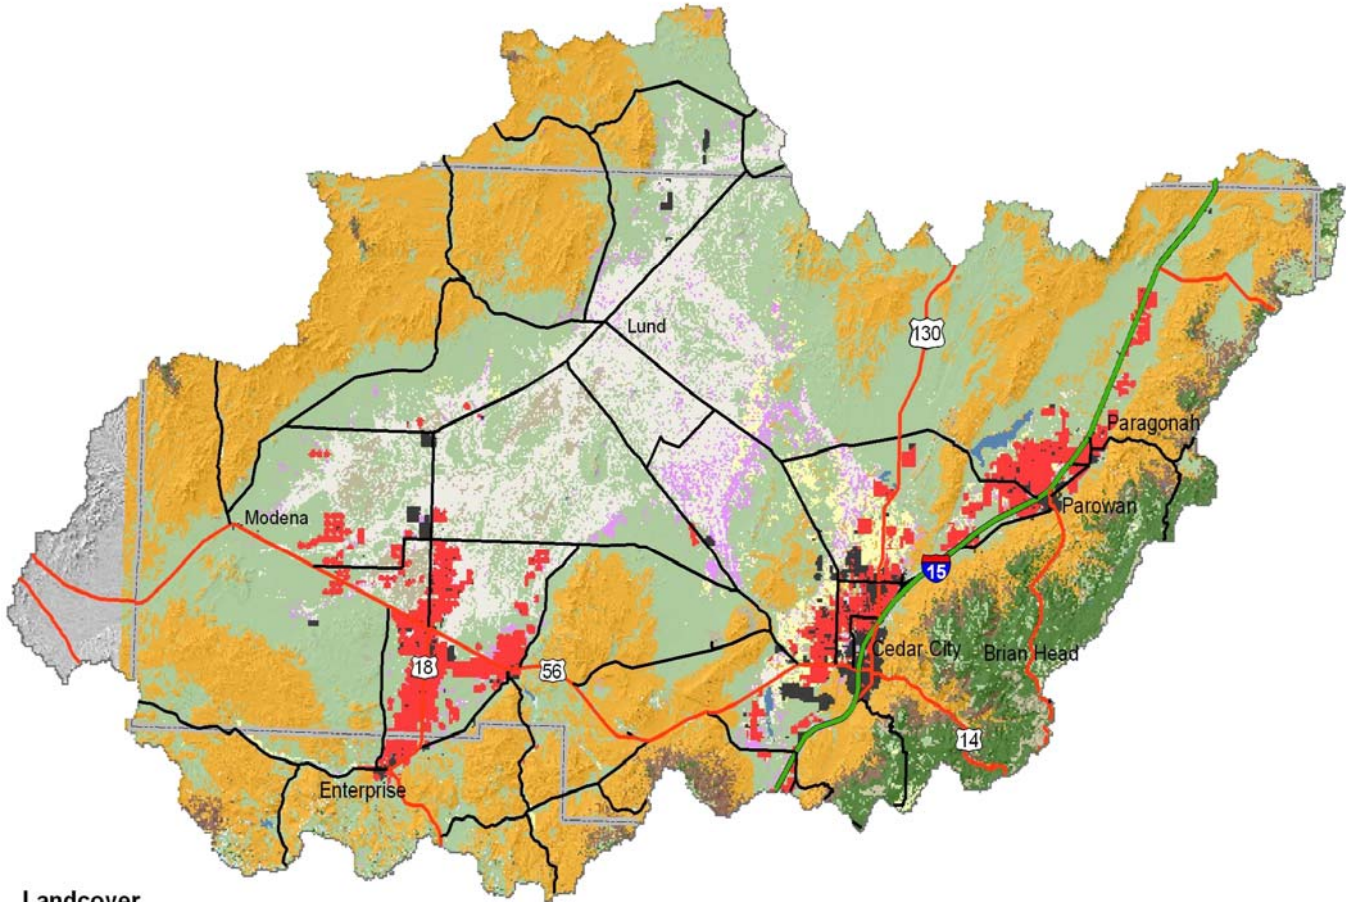 Lund
130
Paragonah
Parowan
Modena
15
Cedar City
Brian Head
18
56
14
Enterprise
Landcover